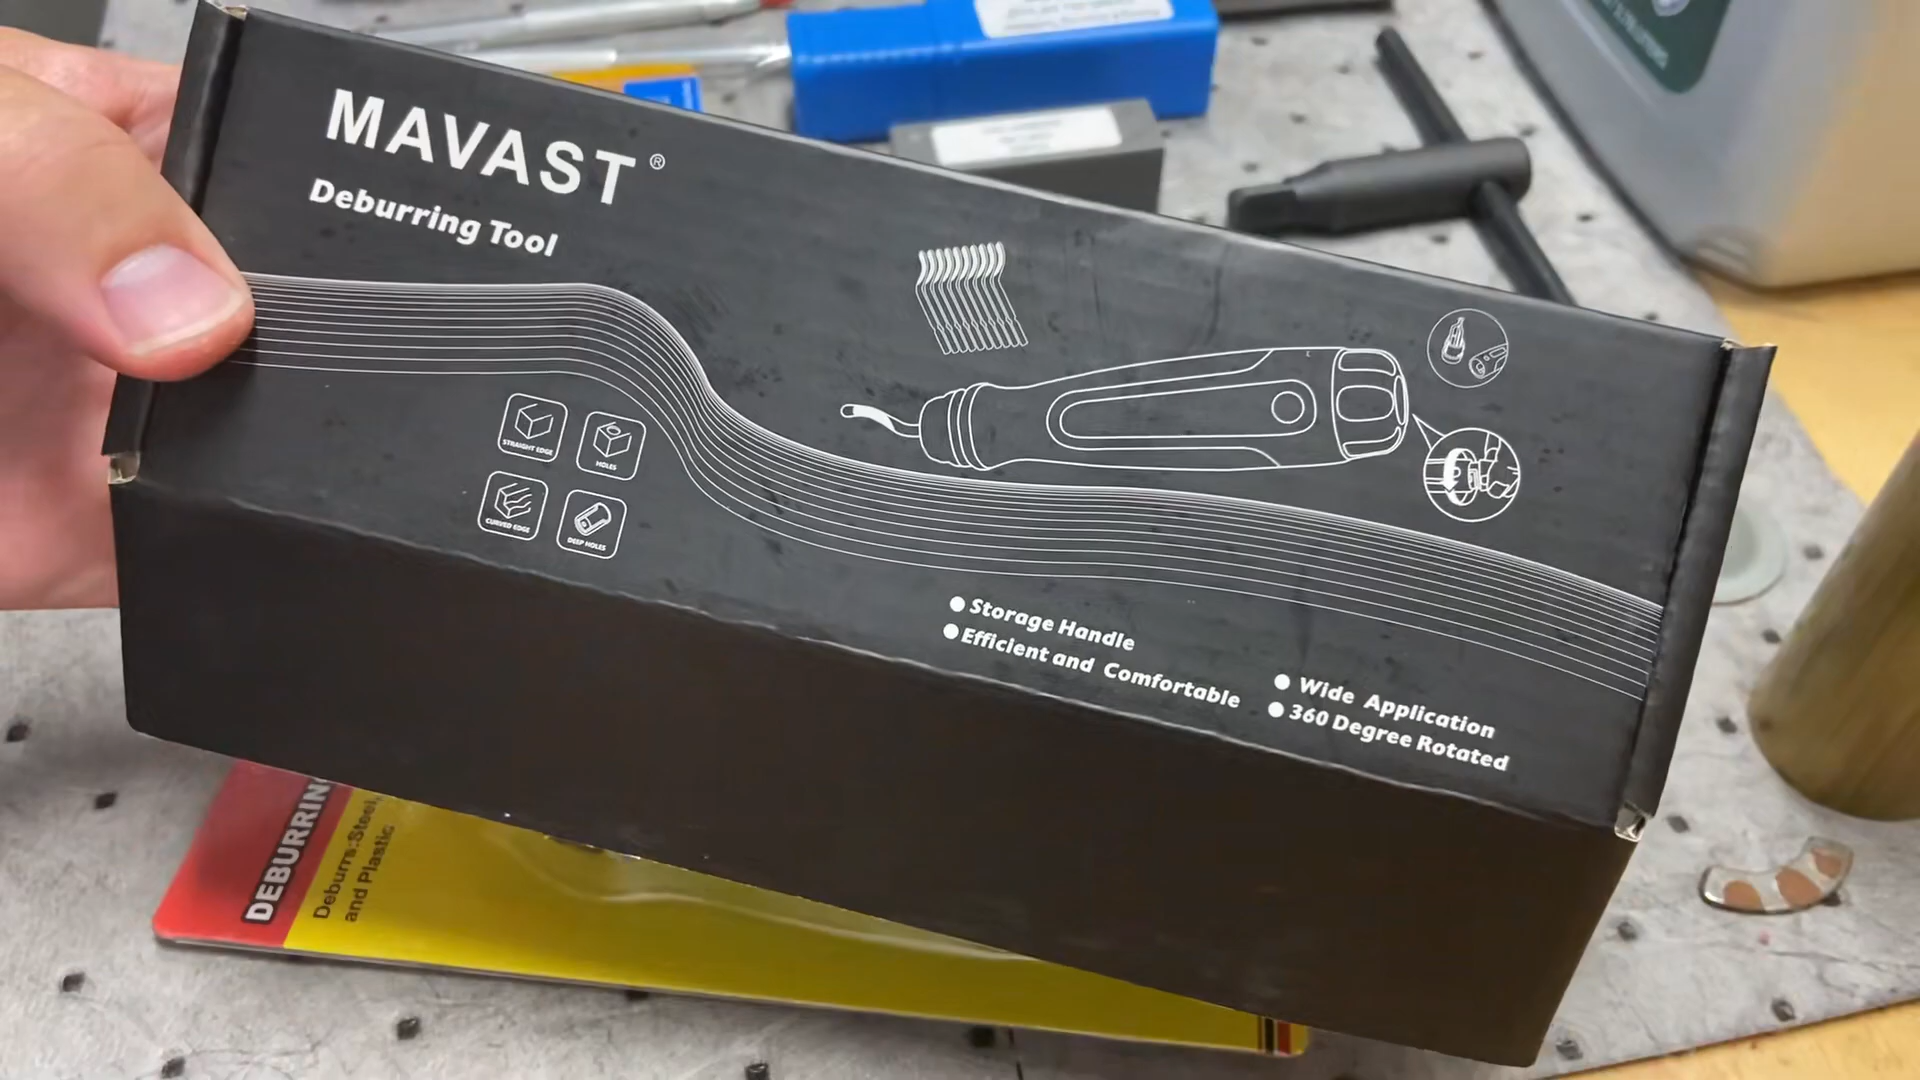 MAVAST®
Deburring Tool
STRAIGHT EDGE
HOLES
CURVED EDGE
DEEP HOLES
● Storage Handle
● Efficient and Comfortable
● Wide Application
● 360 Degree Rotated
DEBURRIN
Deburrs:Steel,
and Plastic